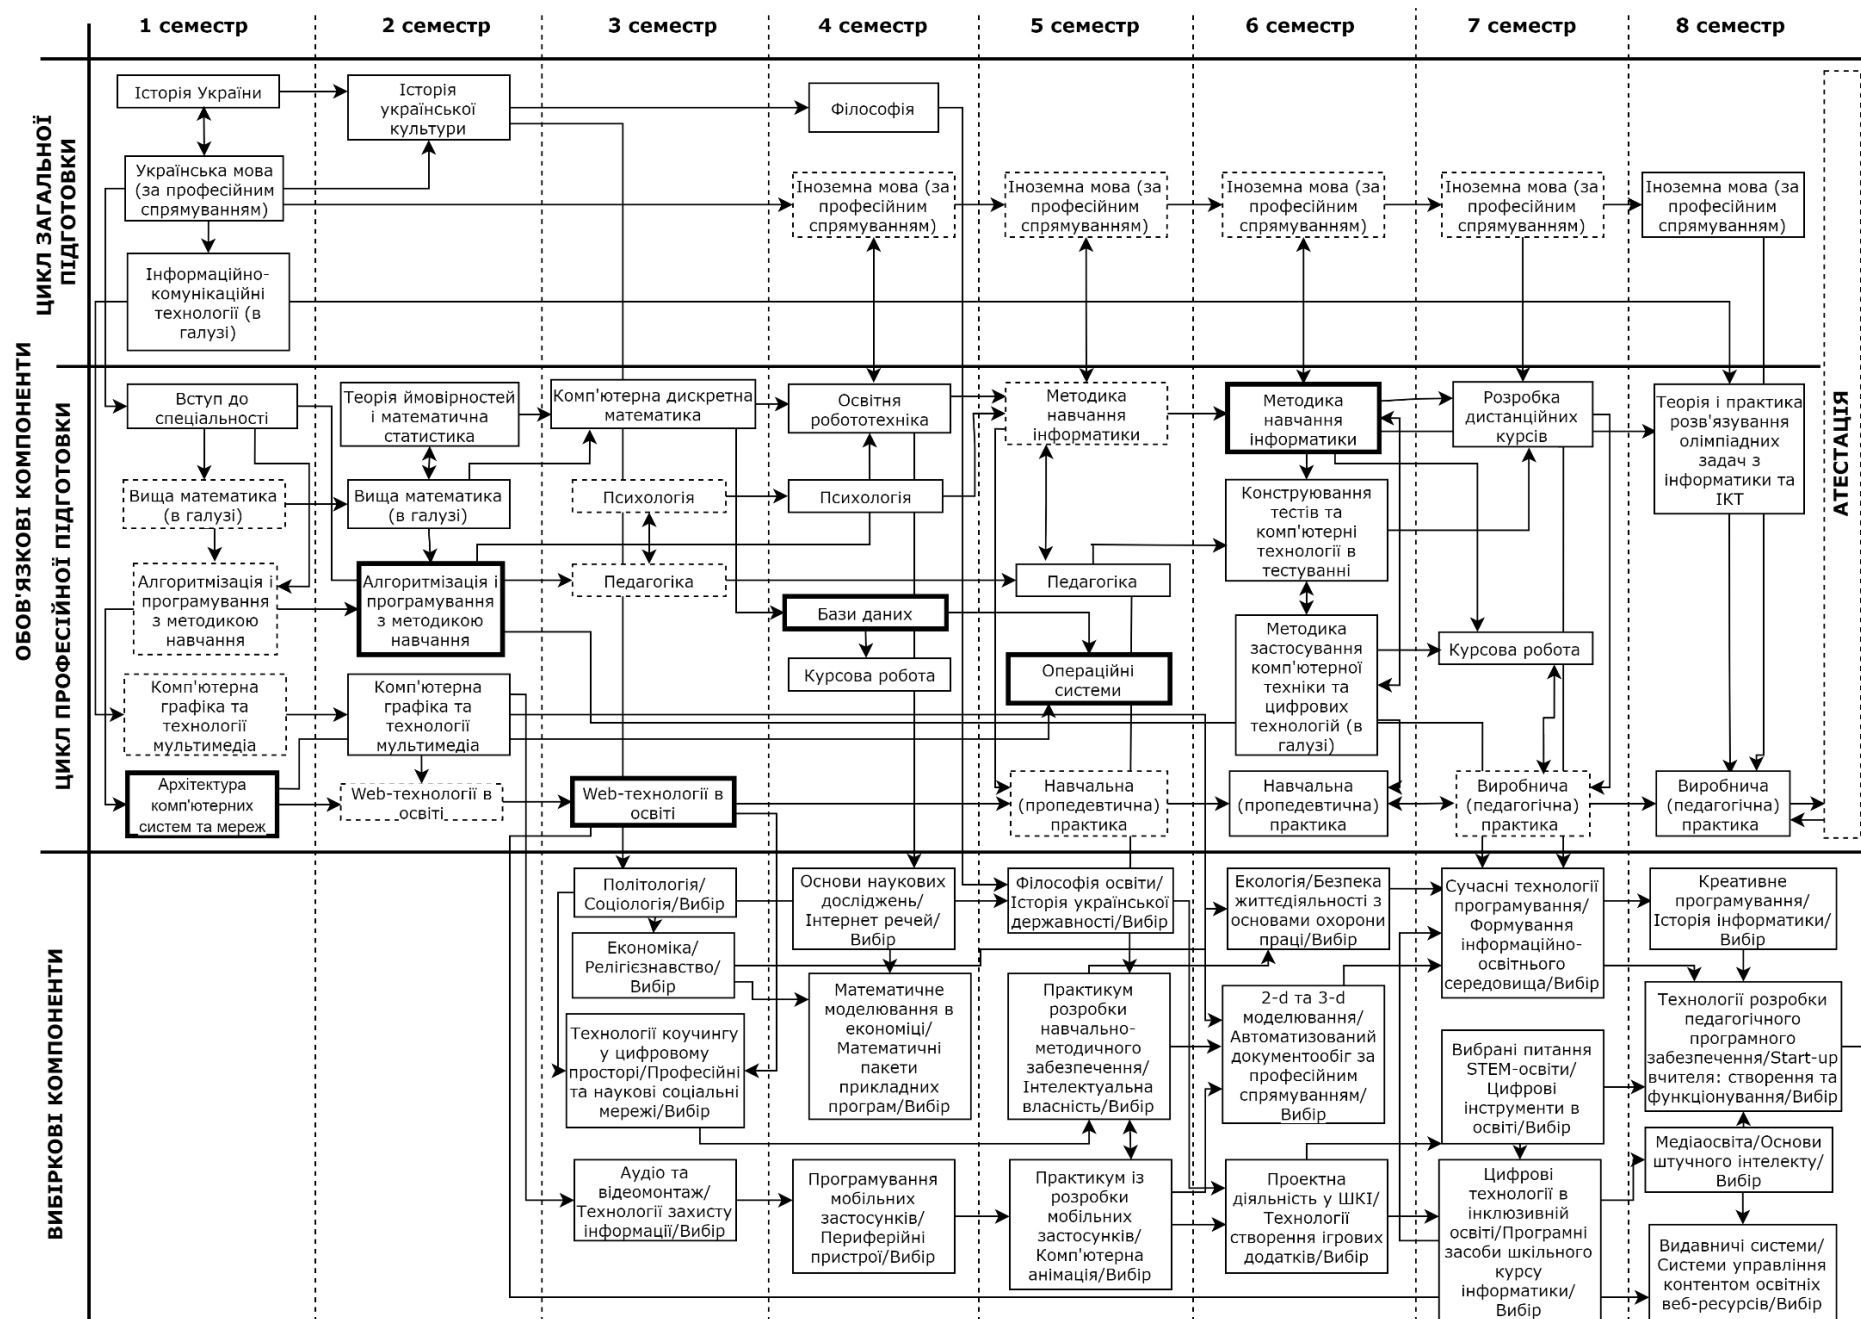 1 семестр
2 семестр
3 семестр
4 семестр
5 семестр
6 семестр
7 семестр
8 семестр
ОБОВ'ЯЗКОВІ КОМПОНЕНТИ
ЦИКЛ ЗАГАЛЬНОЇ
ПІДГОТОВКИ
Історія України
Українська мова
(за професійним
спрямуванням)
Інформаційно-
комунікаційні
технології (в
галузі)
Історія
української
культури
Філософія
Іноземна мова (за
професійним
спрямуванням)
Іноземна мова (за
професійним
спрямуванням)
Іноземна мова (за
професійним
спрямуванням)
Іноземна мова (за
професійним
спрямуванням)
Іноземна мова (за
професійним
спрямуванням)
АТЕСТАЦІЯ
ЦИКЛ ПРОФЕСІЙНОЇ ПІДГОТОВКИ
Вступ до
спеціальності
Вища математика
(в галузі)
Алгоритмізація і
програмування
з методикою
навчання
Комп'ютерна
графіка та
технології
мультимедіа
Архітектура
комп'ютерних
систем та мереж
Теорія ймовірностей
і математична
статистика
Вища математика
(в галузі)
Алгоритмізація і
програмування
з методикою
навчання
Комп'ютерна
графіка та
технології
мультимедіа
Web-технології в
освіті
Комп'ютерна дискретна
математика
Психологія
Педагогіка
Web-технології в
освіті
Освітня
робототехніка
Психологія
Бази даних
Курсова робота
Методика
навчання
інформатики
Педагогіка
Операційні
системи
Навчальна
(пропедевтична)
практика
Методика
навчання
інформатики
Конструювання
тестів та
комп'ютерні
технології в
тестуванні
Методика
застосування
комп'ютерної
техніки та
цифрових
технологій (в
галузі)
Навчальна
(пропедевтична)
практика
Розробка
дистанційних
курсів
Курсова робота
Виробнича
(педагогічна)
практика
Теорія і практика
розв'язування
олімпіадних
задач з
інформатики та
ІКТ
Виробнича
(педагогічна)
практика
ВИБІРКОВІ КОМПОНЕНТИ
Політологія/
Соціологія/Вибір
Економіка/
Релігієзнавство/
Вибір
Технології коучингу
у цифровому
просторі/Професійні
та наукові соціальні
мережі/Вибір
Аудіо та
відеомонтаж/
Технології захисту
інформації/Вибір
Основи наукових
досліджень/
Інтернет речей/
Вибір
Математичне
моделювання в
економіці/
Математичні
пакети
прикладних
програм/Вибір
Програмування
мобільних
застосунків/
Периферійні
пристрої/Вибір
Філософія освіти/
Історія української
державності/Вибір
Практикум
розробки
навчально-
методичного
забезпечення/
Інтелектуальна
власність/Вибір
Практикум із
розробки
мобільних
застосунків/
Комп'ютерна
анімація/Вибір
Екологія/Безпека
життєдіяльності з
основами охорони
праці/Вибір
2-d та 3-d
моделювання/
Автоматизований
документообіг за
професійним
спрямуванням/
Вибір
Проектна
діяльність у ШКІ/
Технології
створення ігрових
додатків/Вибір
Сучасні технології
програмування/
Формування
інформаційно-
освітнього
середовища/Вибір
Вибрані питання
STEM-освіти/
Цифрові
інструменти в
освіті/Вибір
Цифрові
технології в
інклюзивній
освіті/Програмні
засоби шкільного
курсу
інформатики/
Вибір
Креативне
програмування/
Історія інформатики/
Вибір
Технології розробки
педагогічного
програмного
забезпечення/Start-up
вчителя: створення та
функціонування/Вибір
Медіаосвіта/Основи
штучного інтелекту/
Вибір
Видавничі системи/
Системи управління
контентом освітніх
веб-ресурсів/Вибір